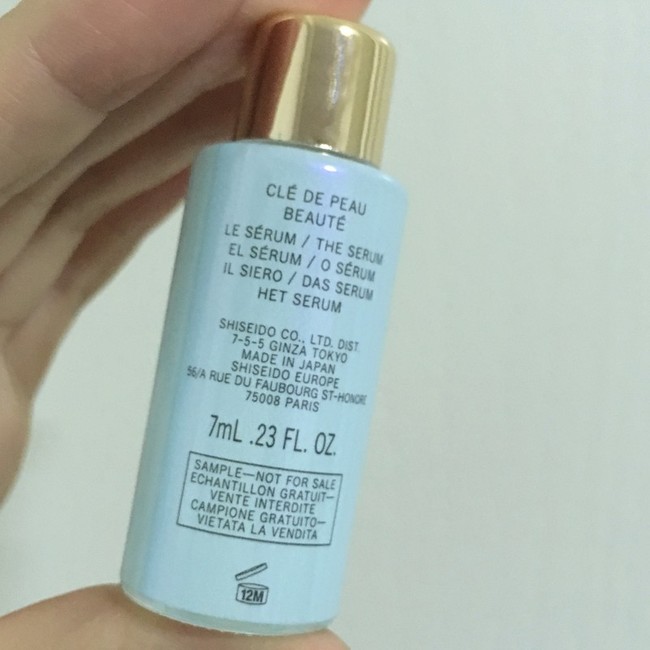 CLÉ DE PEAU
BEAUTÉ
LE SÉRUM / THE SERUM
EL SÉRUM / O SÉRUM
IL SIERO / DAS SERUM
HET SERUM
SHISEIDO CO., LTD. DIST.
7-5-5 GINZA TOKYO
MADE IN JAPAN
SHISEIDO EUROPE
56/A RUE DU FAUBOURG ST-HONORÉ
75008 PARIS
7mL .23 FL. OZ.
SAMPLE—NOT FOR SALE
ECHANTILLON GRATUIT—
VENTE INTERDITE
CAMPIONE GRATUITO—
VIETATA LA VENDITA
12M